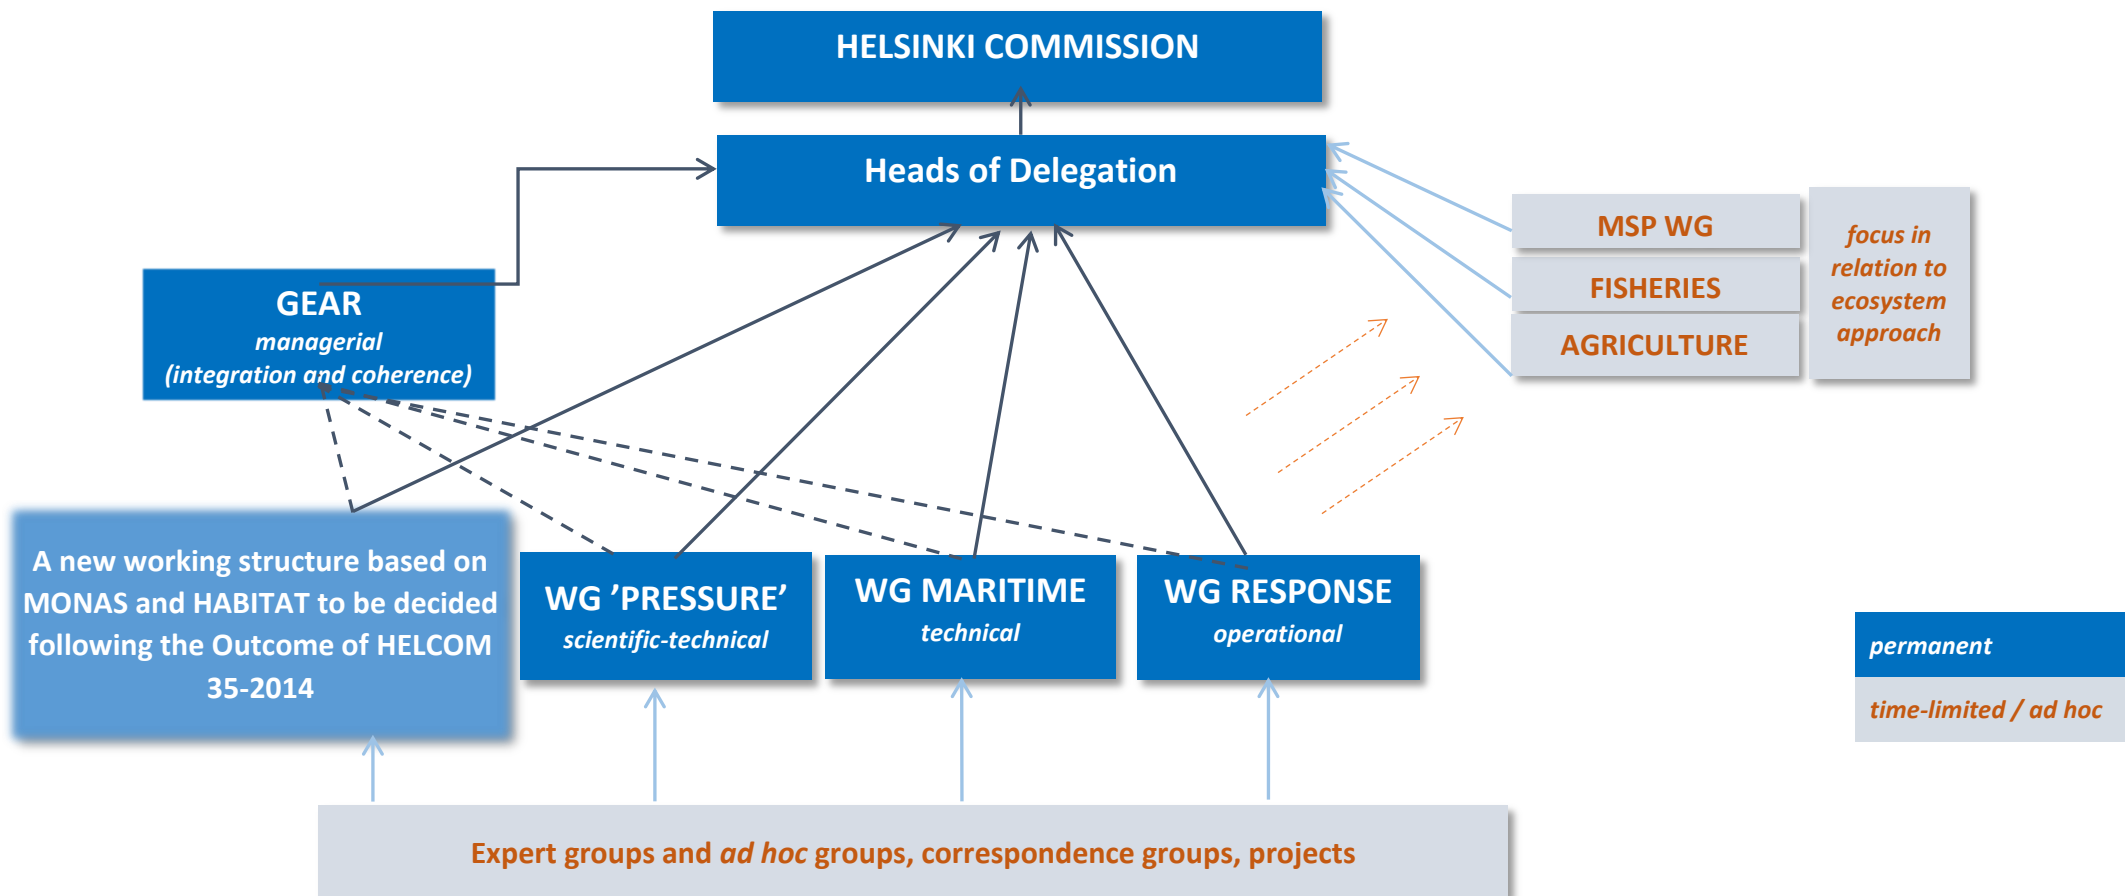 HELSINKI COMMISSION
Heads of Delegation
MSP WG
FISHERIES
AGRICULTURE
focus in
relation to
ecosystem
approach
GEAR
managerial
(integration and coherence)
A new working structure based on
MONAS and HABITAT to be decided
following the Outcome of HELCOM
35-2014
WG ’PRESSURE’
scientific-technical
WG MARITIME
technical
WG RESPONSE
operational
permanent
time-limited / ad hoc
Expert groups and ad hoc groups, correspondence groups, projects